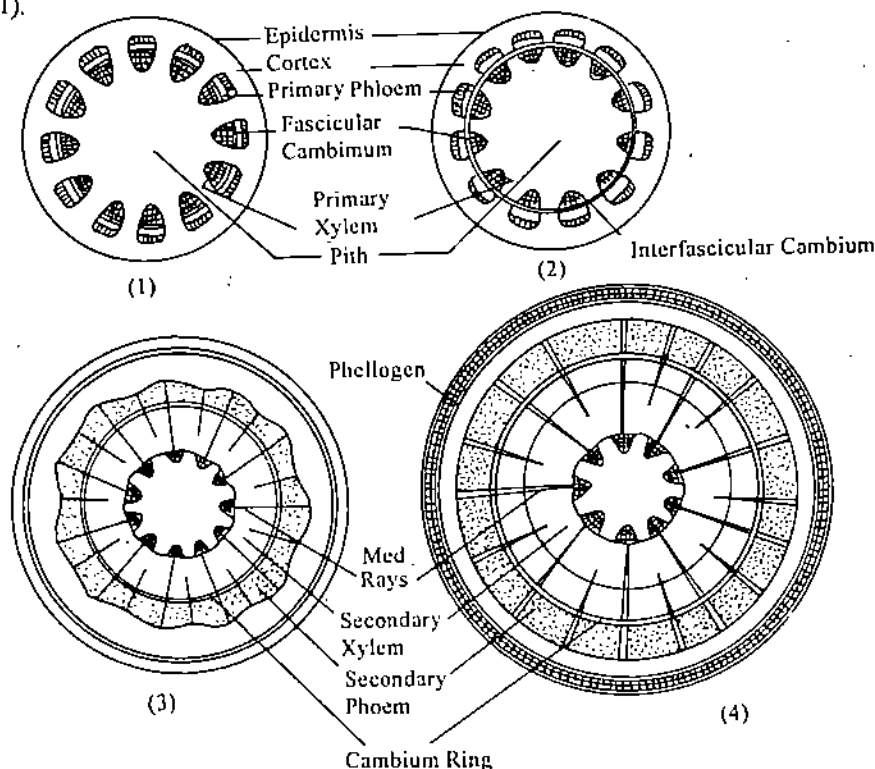 1).
Epidermis
Cortex
Primary Phloem
Fascicular
Cambimum
Primary
Xylem
Pith
Interfascicular Cambium
(1)
(2)
Phellogen
Med
Rays
Secondary
Xylem
Secondary
Phoem
(3)
(4)
Cambium Ring